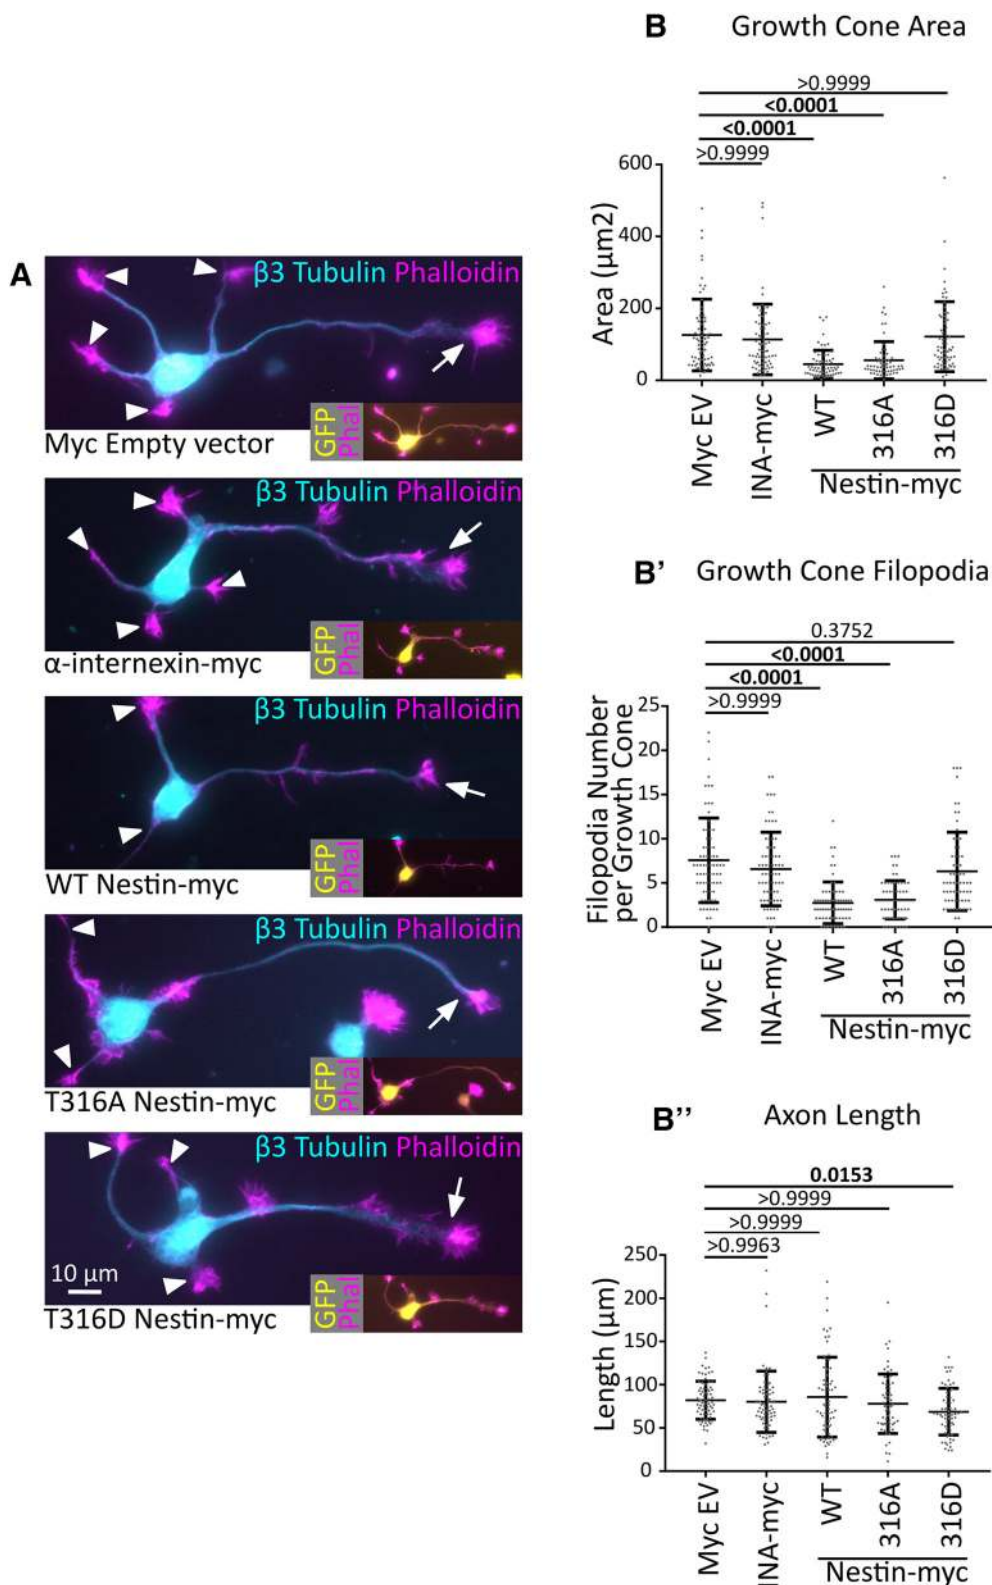 A
β3 Tubulin Phalloidin
GFP
Phal
Myc Empty vector
β3 Tubulin Phalloidin
GFP
Phal
α-internexin-myc
β3 Tubulin Phalloidin
GFP
Phal
WT Nestin-myc
β3 Tubulin Phalloidin
GFP
Phal
T316A Nestin-myc
β3 Tubulin Phalloidin
10 µm
GFP
Phal
T316D Nestin-myc
B Growth Cone Area
>0.9999
<0.0001
<0.0001
>0.9999
600
400
200
0
Area (µm2)
Myc EV
INA-myc
WT
316A
316D
Nestin-myc
B' Growth Cone Filopodia
0.3752
<0.0001
<0.0001
>0.9999
25
20
15
10
5
0
Filopodia Number
per Growth Cone
Myc EV
INA-myc
WT
316A
316D
Nestin-myc
B'' Axon Length
0.0153
>0.9999
>0.9999
>0.9963
250
200
150
100
50
0
Length (µm)
Myc EV
INA-myc
WT
316A
316D
Nestin-myc